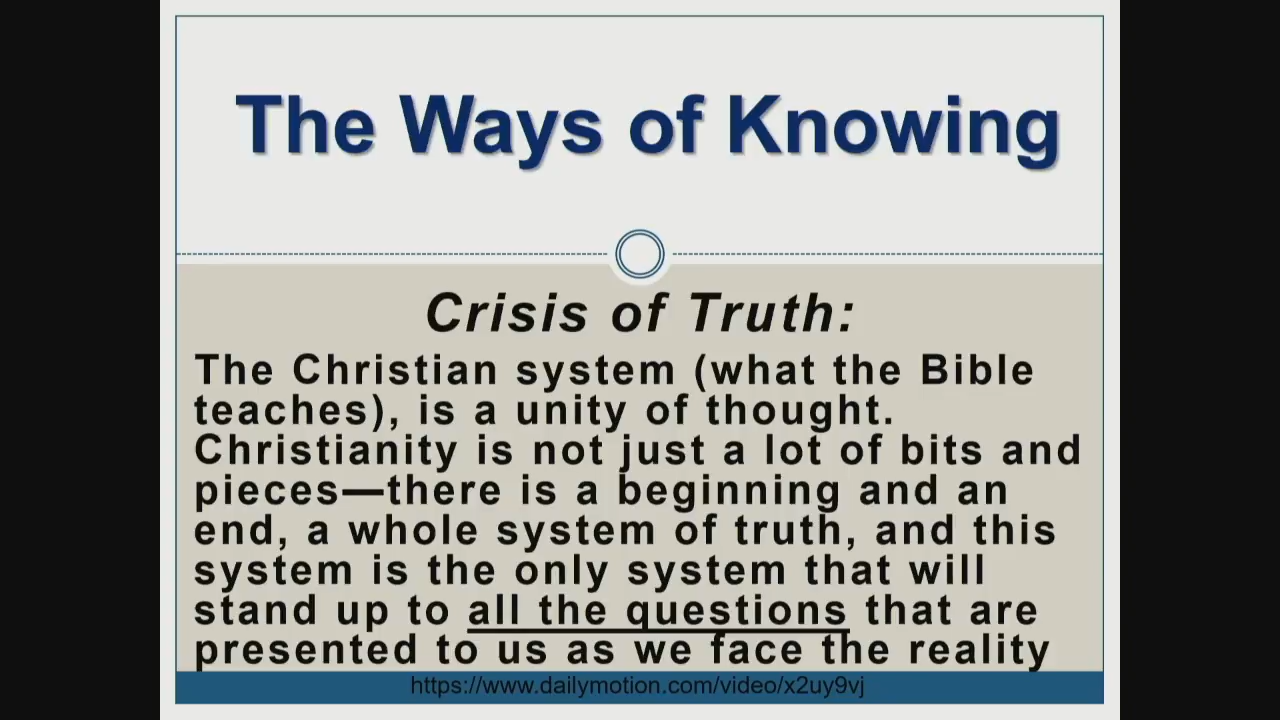 The Ways of Knowing
Crisis of Truth:
The Christian system (what the Bible
teaches), is a unity of thought.
Christianity is not just a lot of bits and
pieces—there is a beginning and an
end, a whole system of truth, and this
system is the only system that will
stand up to all the questions that are
presented to us as we face the reality
https://www.dailymotion.com/video/x2uy9vj